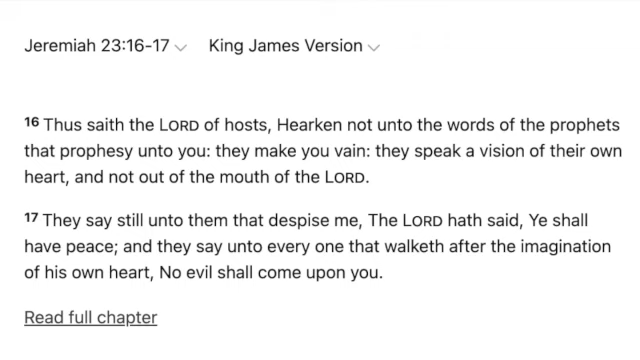 Jeremiah 23:16-17 King James Version
16 Thus saith the LORD of hosts, Hearken not unto the words of the prophets
that prophesy unto you: they make you vain: they speak a vision of their own
heart, and not out of the mouth of the LORD.
17 They say still unto them that despise me, The LORD hath said, Ye shall
have peace; and they say unto every one that walketh after the imagination
of his own heart, No evil shall come upon you.
Read full chapter